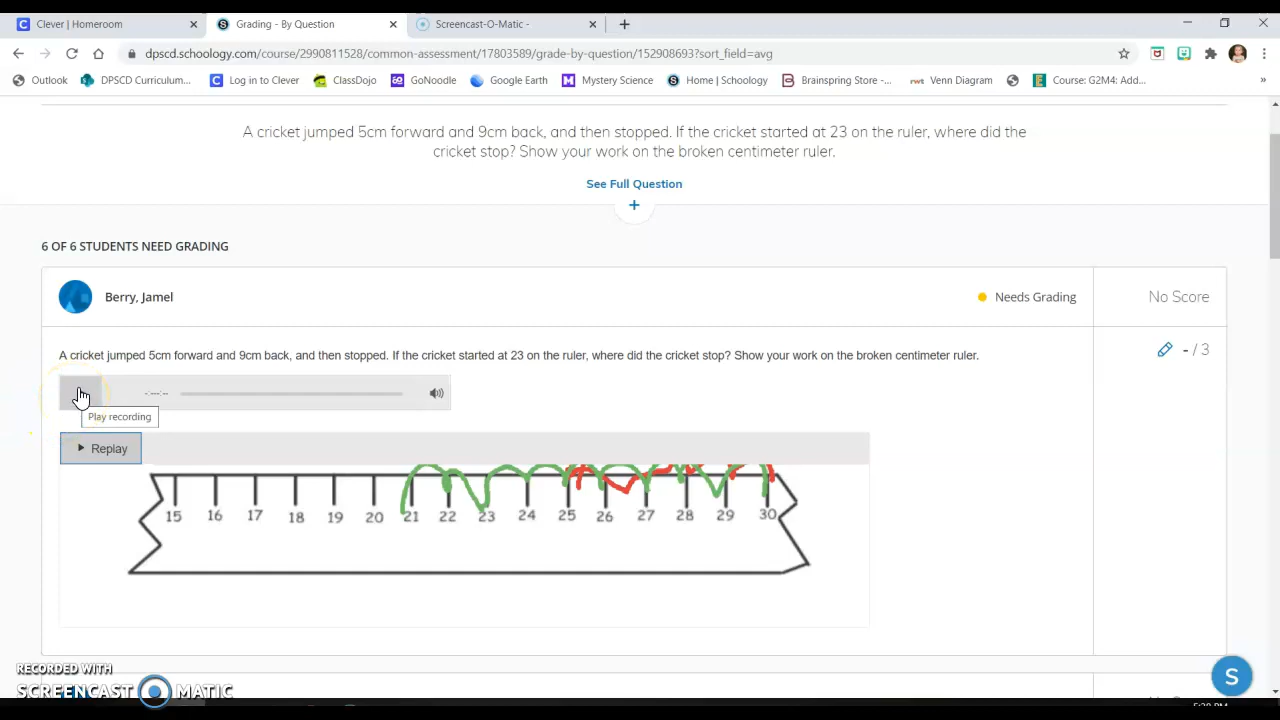 Clever | Homeroom
Grading - By Question
Screencast-O-Matic -
dpscd.schoology.com/course/2990811528/common-assessment/17803589/grade-by-question/152908693?sort_field=avg
Outlook
DPSCD Curriculum...
Log in to Clever
ClassDojo
GoNoodle
Google Earth
Mystery Science
Home | Schoology
Brainspring Store -...
Venn Diagram
Course: G2M4: Add...
A cricket jumped 5cm forward and 9cm back, and then stopped. If the cricket started at 23 on the ruler, where did the
cricket stop? Show your work on the broken centimeter ruler.
See Full Question
6 OF 6 STUDENTS NEED GRADING
Berry, Jamel
Needs Grading
No Score
A cricket jumped 5cm forward and 9cm back, and then stopped. If the cricket started at 23 on the ruler, where did the cricket stop? Show your work on the broken centimeter ruler.
- / 3
-:--:--
Play recording
Replay
15 16 17 18 19 20 21 22 23 24 25 26 27 28 29 30
RECORDED WITH
SCREENCAST O MATIC
S